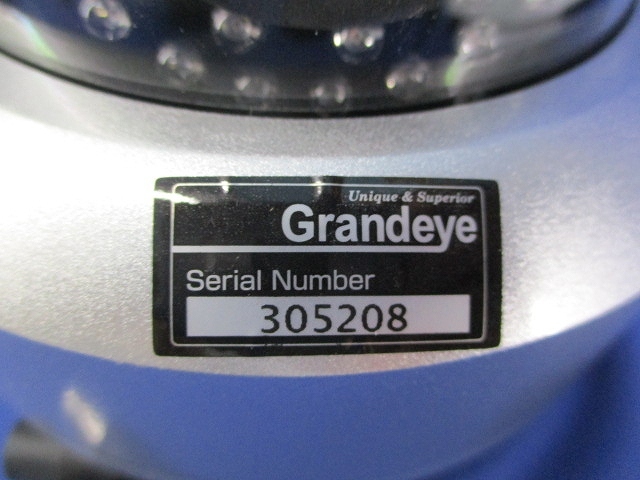 Unique & Superior
Grandeye
Serial Number
305208